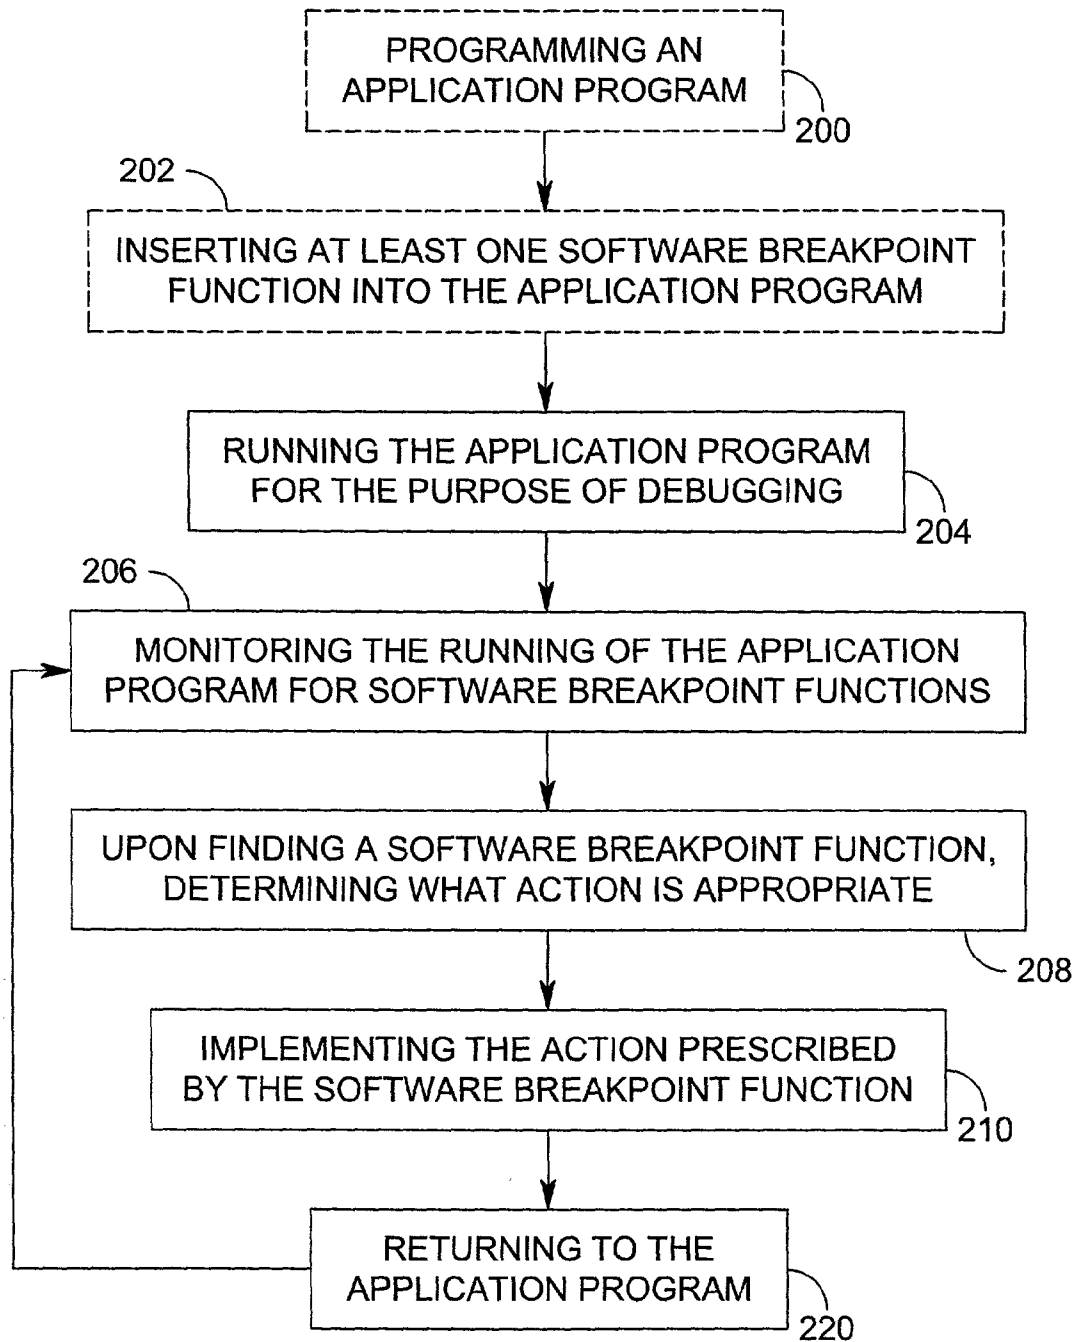 PROGRAMMING AN
APPLICATION PROGRAM
200
202
INSERTING AT LEAST ONE SOFTWARE BREAKPOINT
FUNCTION INTO THE APPLICATION PROGRAM
RUNNING THE APPLICATION PROGRAM
FOR THE PURPOSE OF DEBUGGING
204
206
MONITORING THE RUNNING OF THE APPLICATION
PROGRAM FOR SOFTWARE BREAKPOINT FUNCTIONS
UPON FINDING A SOFTWARE BREAKPOINT FUNCTION,
DETERMINING WHAT ACTION IS APPROPRIATE
208
IMPLEMENTING THE ACTION PRESCRIBED
BY THE SOFTWARE BREAKPOINT FUNCTION
210
RETURNING TO THE
APPLICATION PROGRAM
220